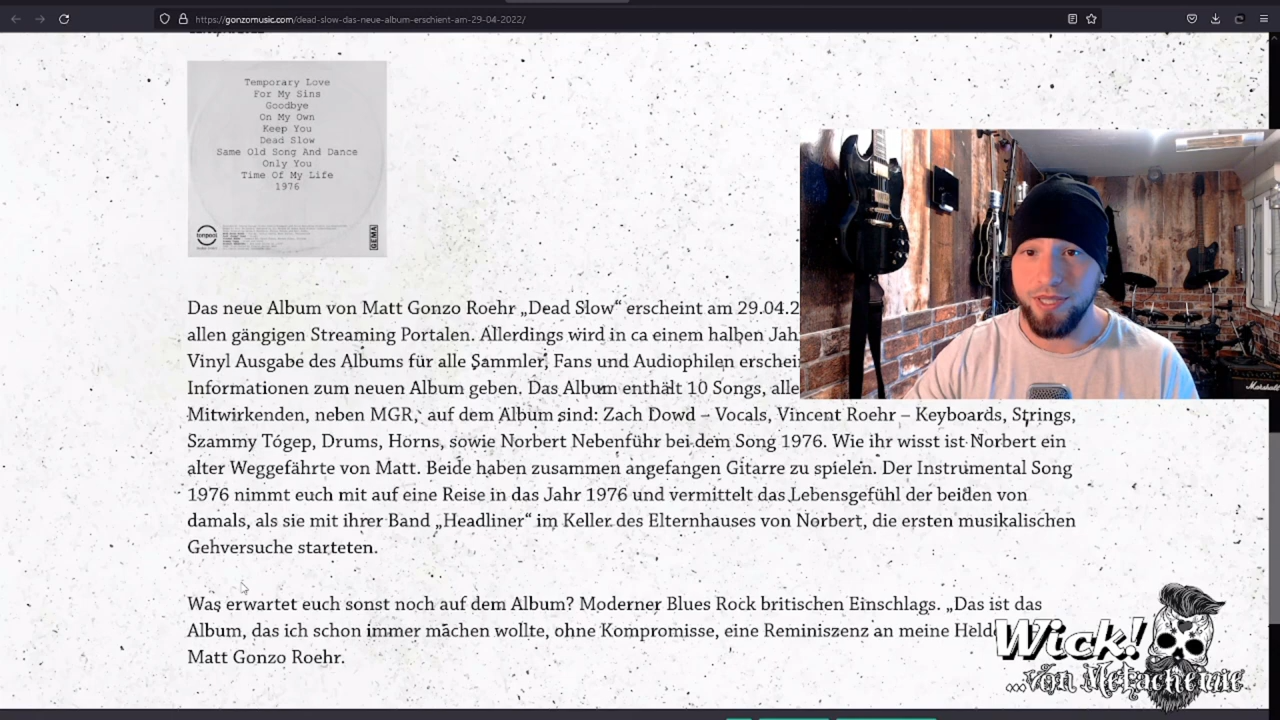 https://gonzomusic.com/dead-slow-das-neue-album-erschient-am-29-04-2022/
Temporary Love
For My Sins
Goodbye
On My Own
Keep You
Dead Slow
Same Old Song And Dance
Only You
Time Of My Life
1976
GEMA
Das neue Album von Matt Gonzo Roehr „Dead Slow“ erscheint am 29.04.2
allen gängigen Streaming Portalen. Allerdings wird in ca einem halben Jah
Vinyl Ausgabe des Albums für alle Sammler, Fans und Audiophilen erschei
Informationen zum neuen Album geben. Das Album enthält 10 Songs, alle
Mitwirkenden, neben MGR, auf dem Album sind: Zach Dowd – Vocals, Vincent Roehr – Keyboards, Strings,
Szammy Tógep, Drums, Horns, sowie Norbert Nebenführ bei dem Song 1976. Wie ihr wisst ist Norbert ein
alter Weggefährte von Matt. Beide haben zusammen angefangen Gitarre zu spielen. Der Instrumental Song
1976 nimmt euch mit auf eine Reise in das Jahr 1976 und vermittelt das Lebensgefühl der beiden von
damals, als sie mit ihrer Band „Headliner“ im Keller des Elternhauses von Norbert, die ersten musikalischen
Gehversuche starteten.
Was erwartet euch sonst noch auf dem Album? Moderner Blues Rock britischen Einschlags. „Das ist das
Album, das ich schon immer machen wollte, ohne Kompromisse, eine Reminiszenz an meine Held
Matt Gonzo Roehr.
Marshall
Wick!
...von Metachemie